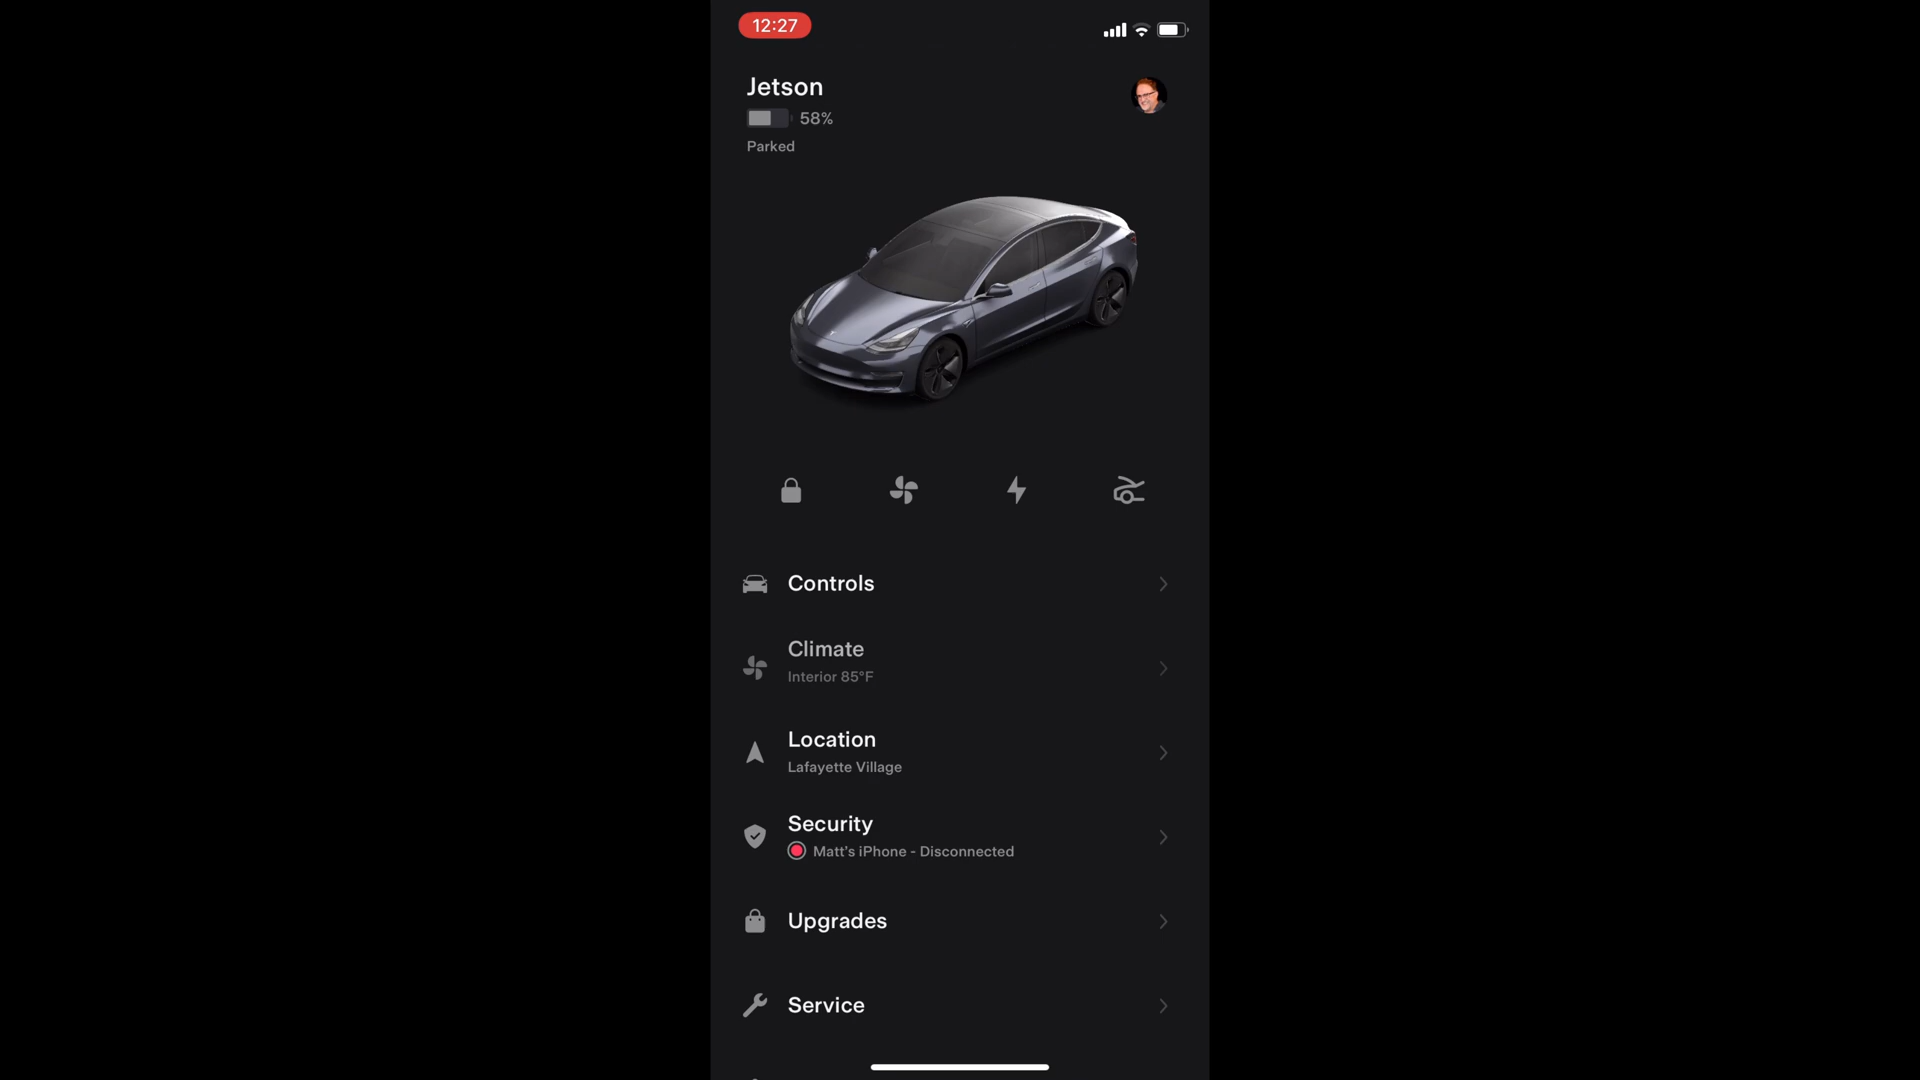 12:27
Jetson
58%
Parked
Controls
Climate
Interior 85°F
Location
Lafayette Village
Security
Matt's iPhone - Disconnected
Upgrades
Service